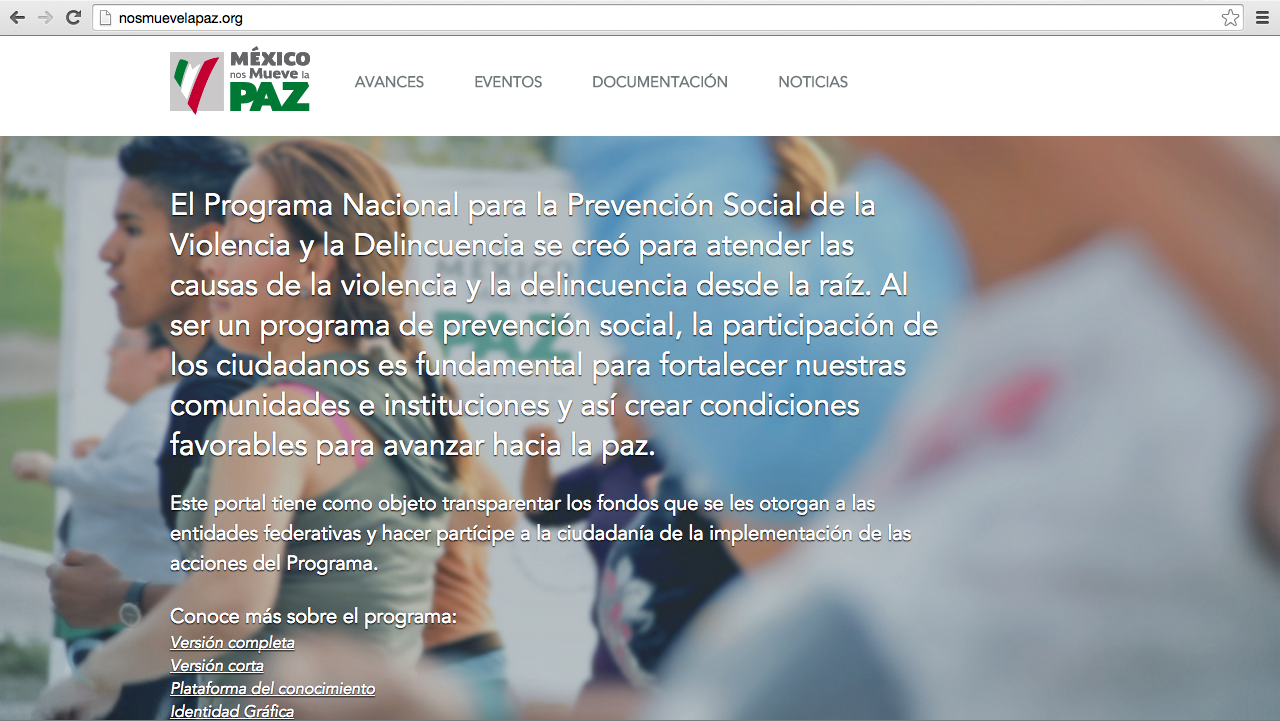 nosmuevelapaz.org
MÉXICO
nos Mueve la
PAZ
AVANCES EVENTOS DOCUMENTACIÓN NOTICIAS
El Programa Nacional para la Prevención Social de la
Violencia y la Delincuencia se creó para atender las
causas de la violencia y la delincuencia desde la raíz. Al
ser un programa de prevención social, la participación de
los ciudadanos es fundamental para fortalecer nuestras
comunidades e instituciones y así crear condiciones
favorables para avanzar hacia la paz.
Este portal tiene como objeto transparentar los fondos que se les otorgan a las
entidades federativas y hacer partícipe a la ciudadanía de la implementación de las
acciones del Programa.
Conoce más sobre el programa:
Versión completa
Versión corta
Plataforma del conocimiento
Identidad Gráfica